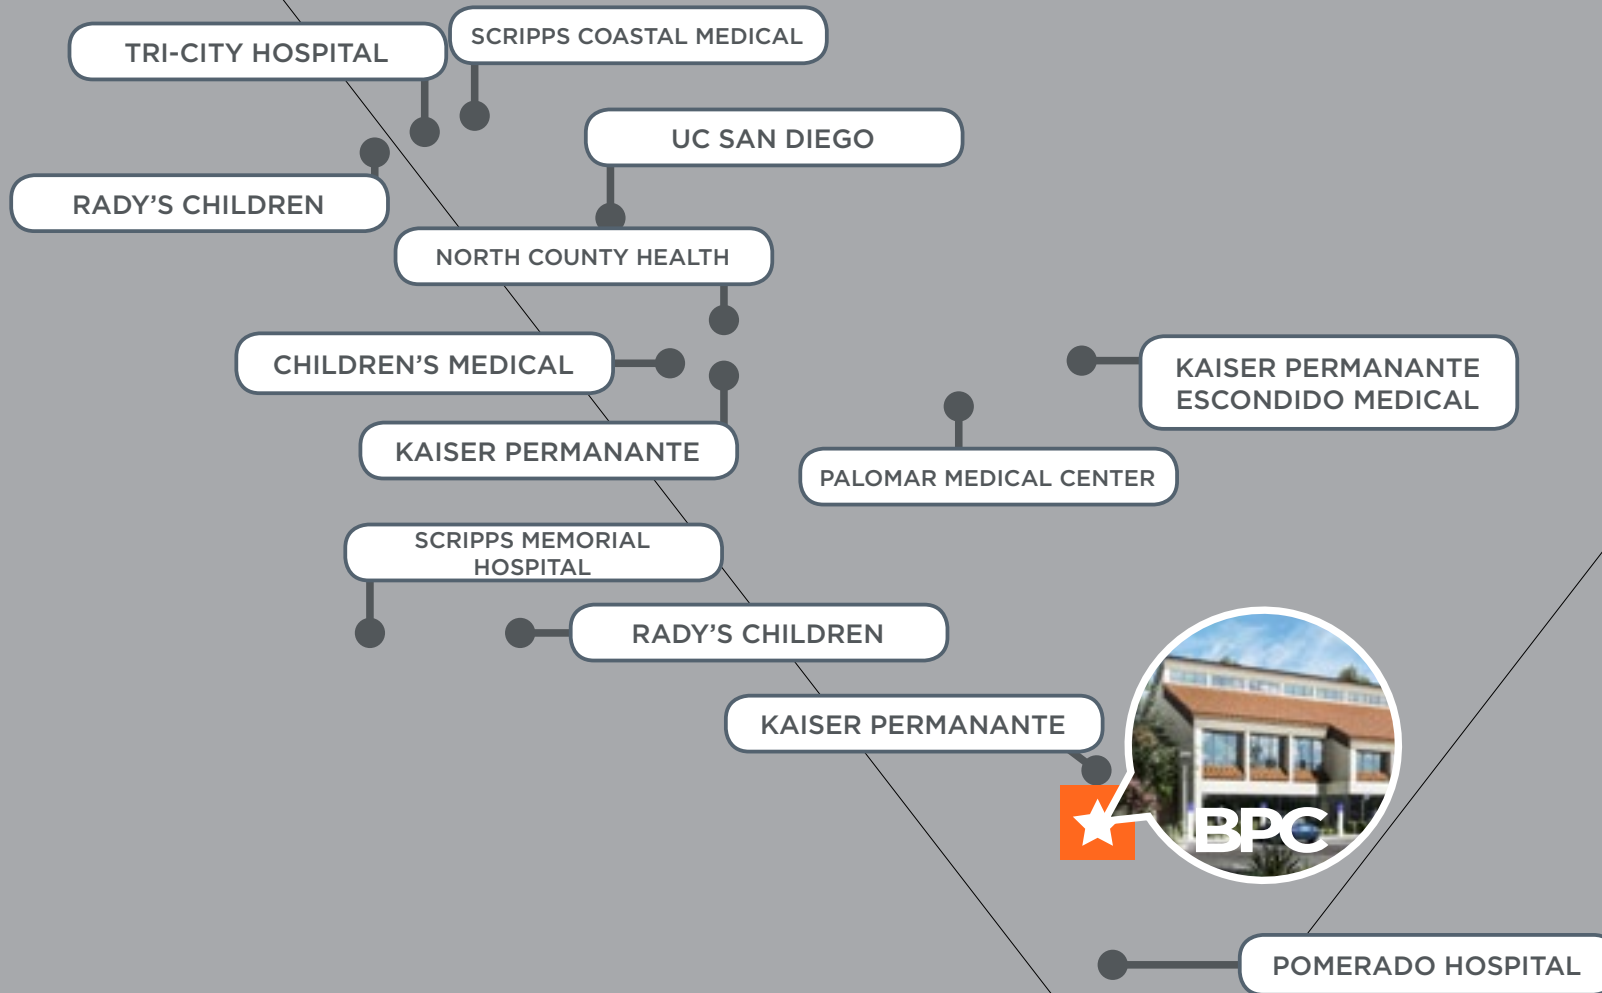 SCRIPPS COASTAL MEDICAL
TRI-CITY HOSPITAL
UC SAN DIEGO
RADY’S CHILDREN
NORTH COUNTY HEALTH
CHILDREN’S MEDICAL
KAISER PERMANANTE
ESCONDIDO MEDICAL
KAISER PERMANANTE
PALOMAR MEDICAL CENTER
SCRIPPS MEMORIAL
HOSPITAL
RADY’S CHILDREN
KAISER PERMANANTE
BPC
POMERADO HOSPITAL